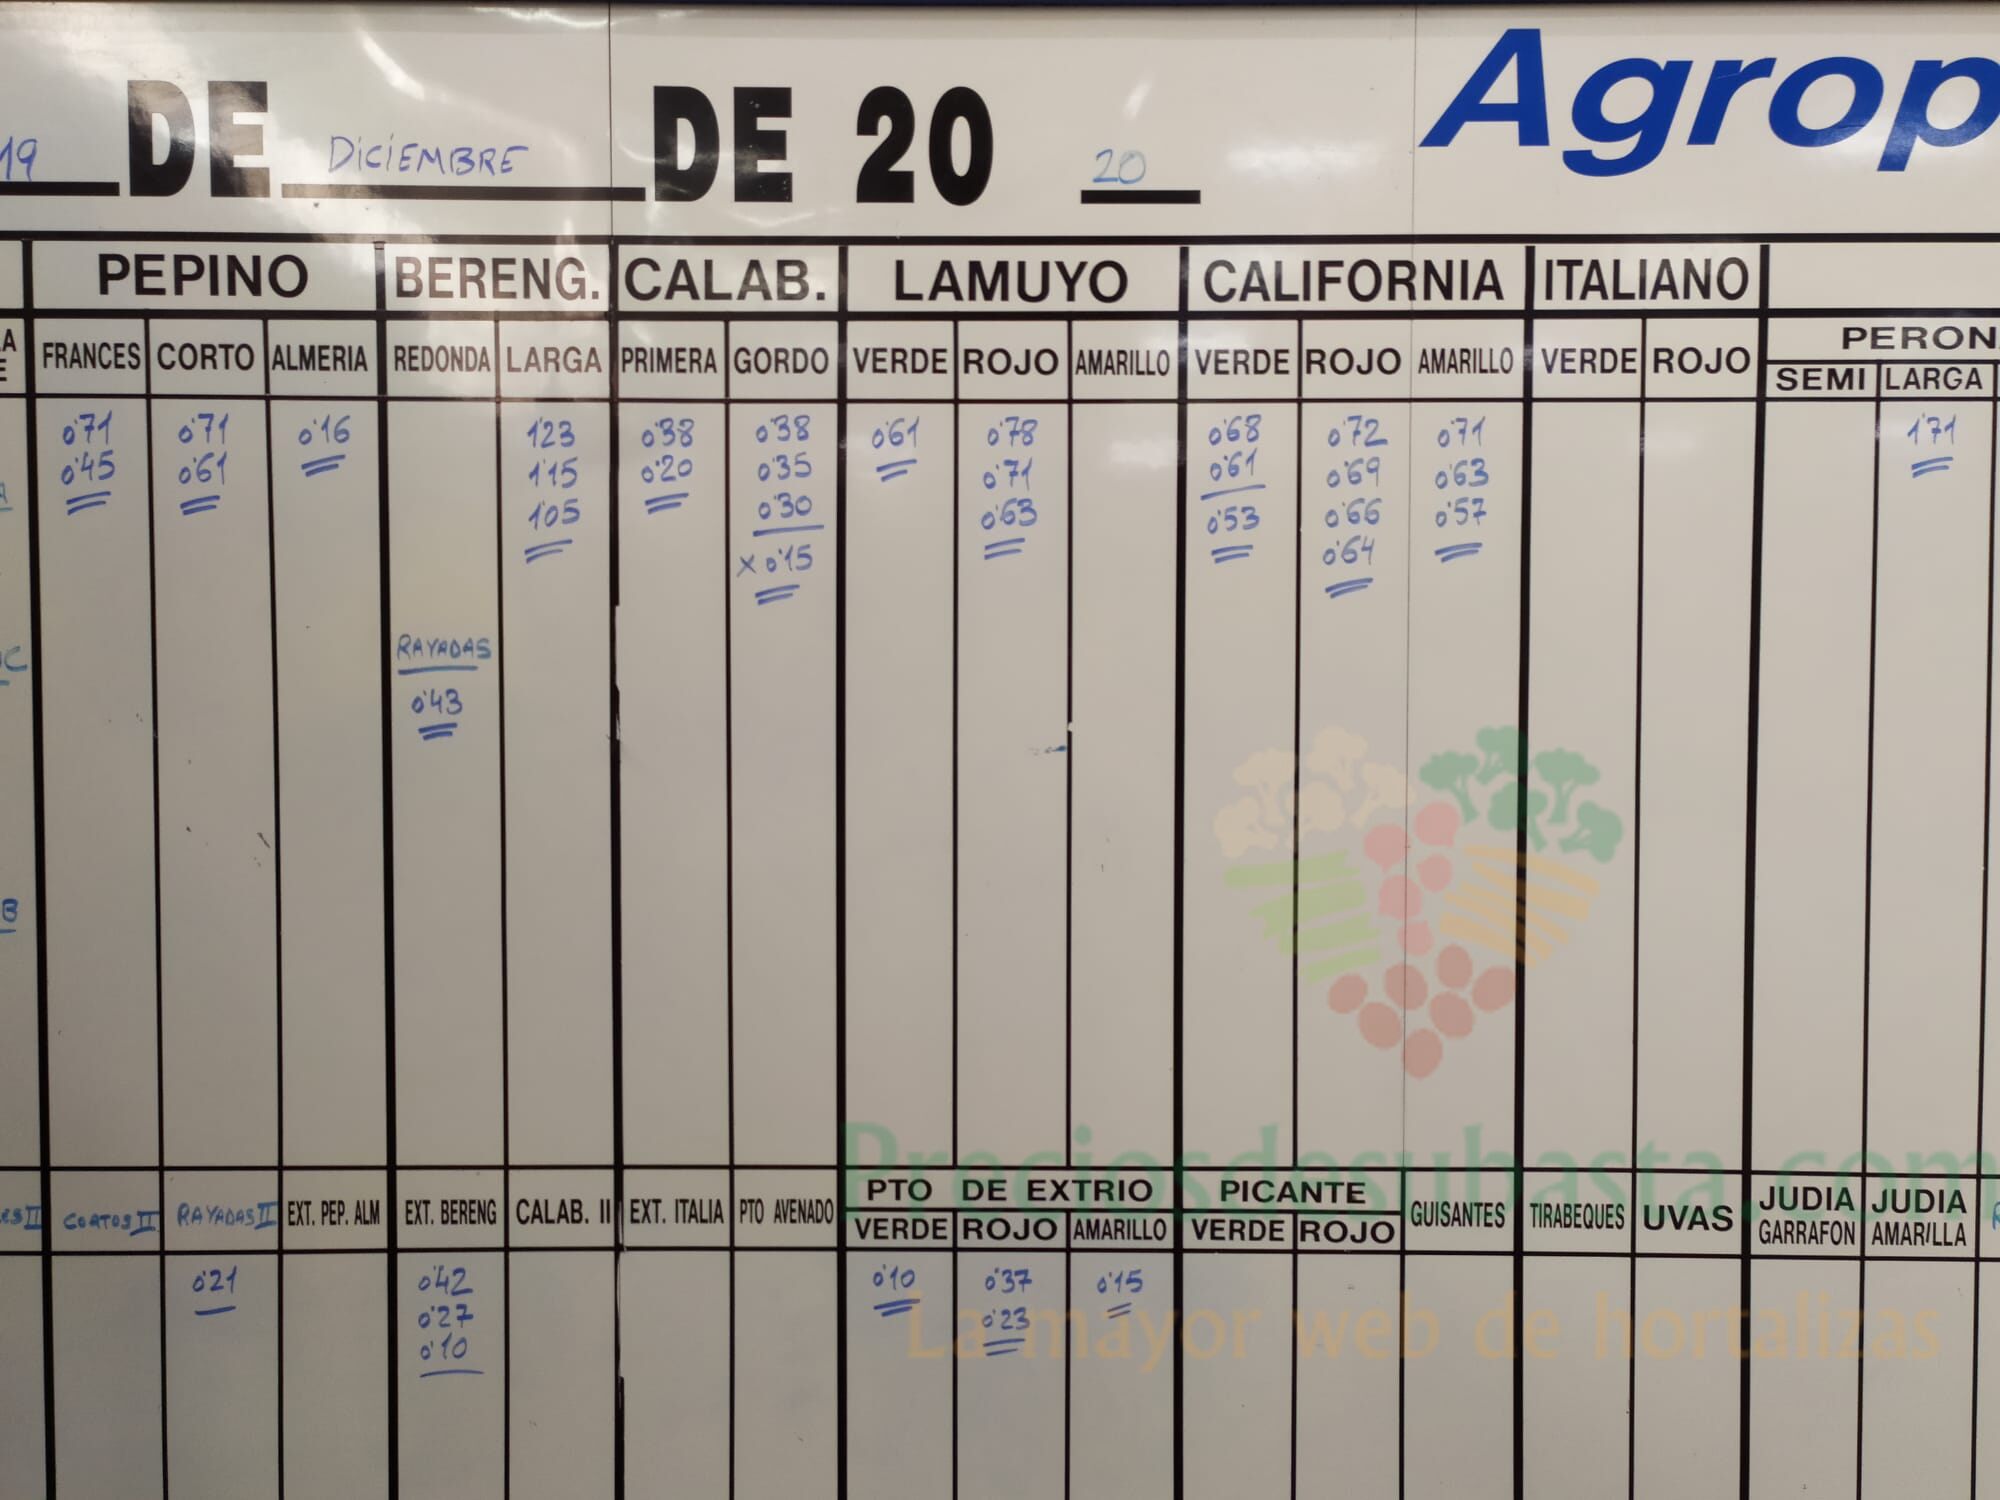 19 DE DiCiEMBRE DE 20 20
Agrop
PEPINO BERENG. CALAB. LAMUYO CALIFORNIA ITALIANO
PERON
FRANCES CORTO ALMERIA REDONDA LARGA PRIMERA GORDO VERDE ROJO AMARILLO VERDE ROJO AMARILLO VERDE ROJO SEMI LARGA
0'71 0'71 0'16 1'23 0'38 0'38 0'61 0'78 0'68 0'72 0'71 1'71
0'45 0'61 1'15 0'20 0'35 0'71 0'61 0'69 0'63
1'05 0'30 0'63 0'53 0'66 0'57
x 0'15 0'64
RAYADAS
0'43
Preciosdesubasta.com
PTO DE EXTRIO PICANTE
CORTOS II RAYADAS II EXT. PEP. ALM EXT. BERENG CALAB. II EXT. ITALIA PTO AVENADO VERDE ROJO AMARILLO VERDE ROJO GUISANTES TIRABEQUES UVAS JUDIA GARRAFON JUDIA AMARILLA
0'21 0'42 0'10 0'37 0'15
0'27 0'23
0'10
La mayor web de hortalizas